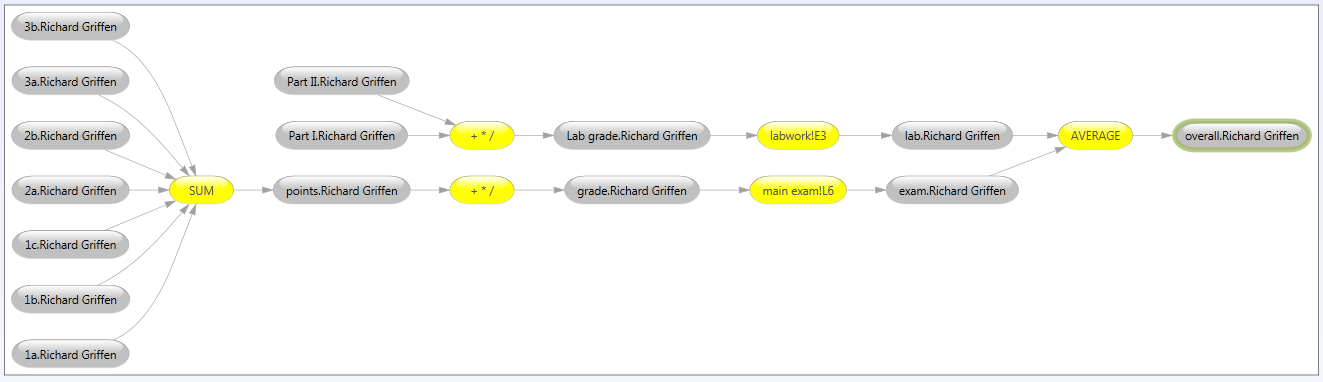 3b.Richard Griffen
3a.Richard Griffen
Part II.Richard Griffen
2b.Richard Griffen
Part I.Richard Griffen
+ * /
Lab grade.Richard Griffen
labwork!E3
lab.Richard Griffen
AVERAGE
overall.Richard Griffen
2a.Richard Griffen
SUM
points.Richard Griffen
+ * /
grade.Richard Griffen
main exam!L6
exam.Richard Griffen
1c.Richard Griffen
1b.Richard Griffen
1a.Richard Griffen